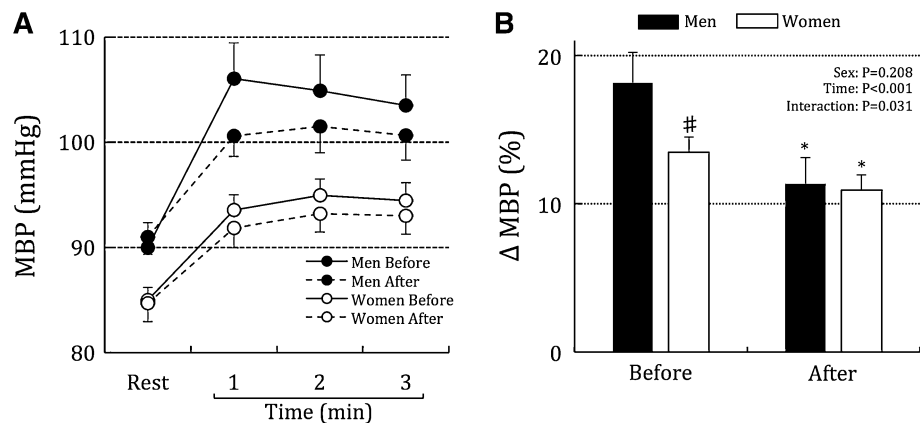 A
110
100
90
80
MBP (mmHg)
Men Before
Men After
Women Before
Women After
Rest 1 2 3
Time (min)
B
Men Women
20
10
0
Δ MBP (%)
Sex: P=0.208
Time: P<0.001
Interaction: P=0.031
#
* *
Before After